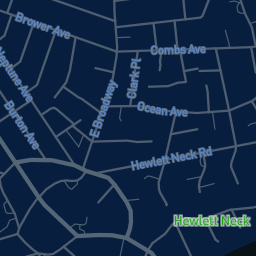 Brower Ave
Combs Ave
Neptune Ave
Clark Pl
E Broadway
Ocean Ave
Burton Ave
Hewlett Neck Rd
Hewlett Neck